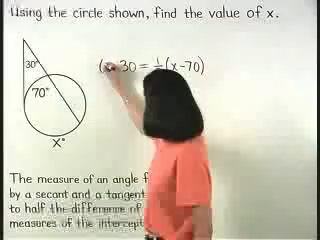 Using the circle shown, find the value of x.
30°
( 30 = ½(x-70)
70°
x°
The measure of an angle
by a secant and a tangent
to half the difference of
measures of the